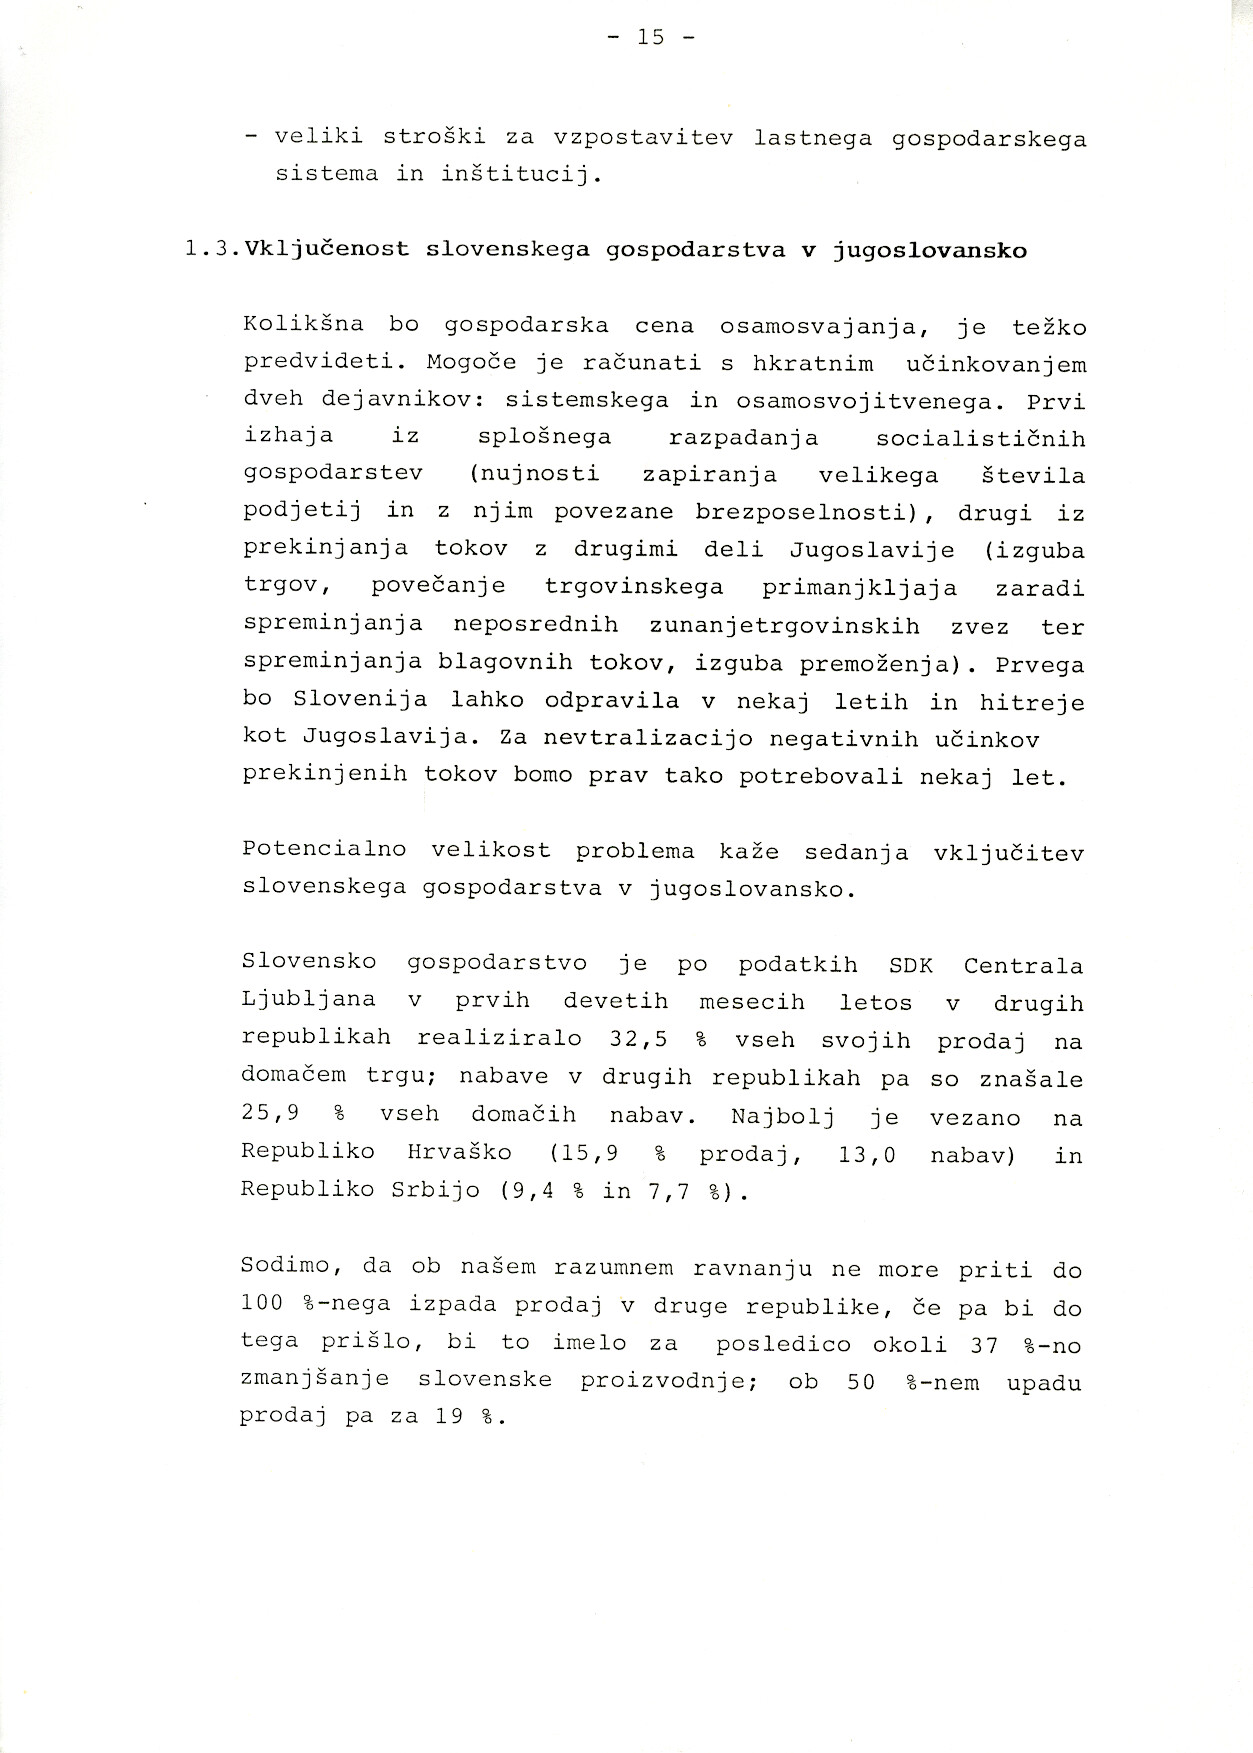 - 15 -
- veliki stroški za vzpostavitev lastnega gospodarskega
sistema in inštitucij.
1.3.Vključenost slovenskega gospodarstva v jugoslovansko
Kolikšna bo gospodarska cena osamosvajanja, je težko
predvideti. Mogoče je računati s hkratnim učinkovanjem
dveh dejavnikov: sistemskega in osamosvojitvenega. Prvi
izhaja iz splošnega razpadanja socialističnih
gospodarstev (nujnosti zapiranja velikega števila
podjetij in z njim povezane brezposelnosti), drugi iz
prekinjanja tokov z drugimi deli Jugoslavije (izguba
trgov, povečanje trgovinskega primanjkljaja zaradi
spreminjanja neposrednih zunanjetrgovinskih zvez ter
spreminjanja blagovnih tokov, izguba premoženja). Prvega
bo Slovenija lahko odpravila v nekaj letih in hitreje
kot Jugoslavija. Za nevtralizacijo negativnih učinkov
prekinjenih tokov bomo prav tako potrebovali nekaj let.
Potencialno velikost problema kaže sedanja vključitev
slovenskega gospodarstva v jugoslovansko.
Slovensko gospodarstvo je po podatkih SDK Centrala
Ljubljana v prvih devetih mesecih letos v drugih
republikah realiziralo 32,5 % vseh svojih prodaj na
domačem trgu; nabave v drugih republikah pa so znašale
25,9 % vseh domačih nabav. Najbolj je vezano na
Republiko Hrvaško (15,9 % prodaj, 13,0 nabav) in
Republiko Srbijo (9,4 % in 7,7 %).
Sodimo, da ob našem razumnem ravnanju ne more priti do
100 %-nega izpada prodaj v druge republike, če pa bi do
tega prišlo, bi to imelo za posledico okoli 37 %-no
zmanjšanje slovenske proizvodnje; ob 50 %-nem upadu
prodaj pa za 19 %.